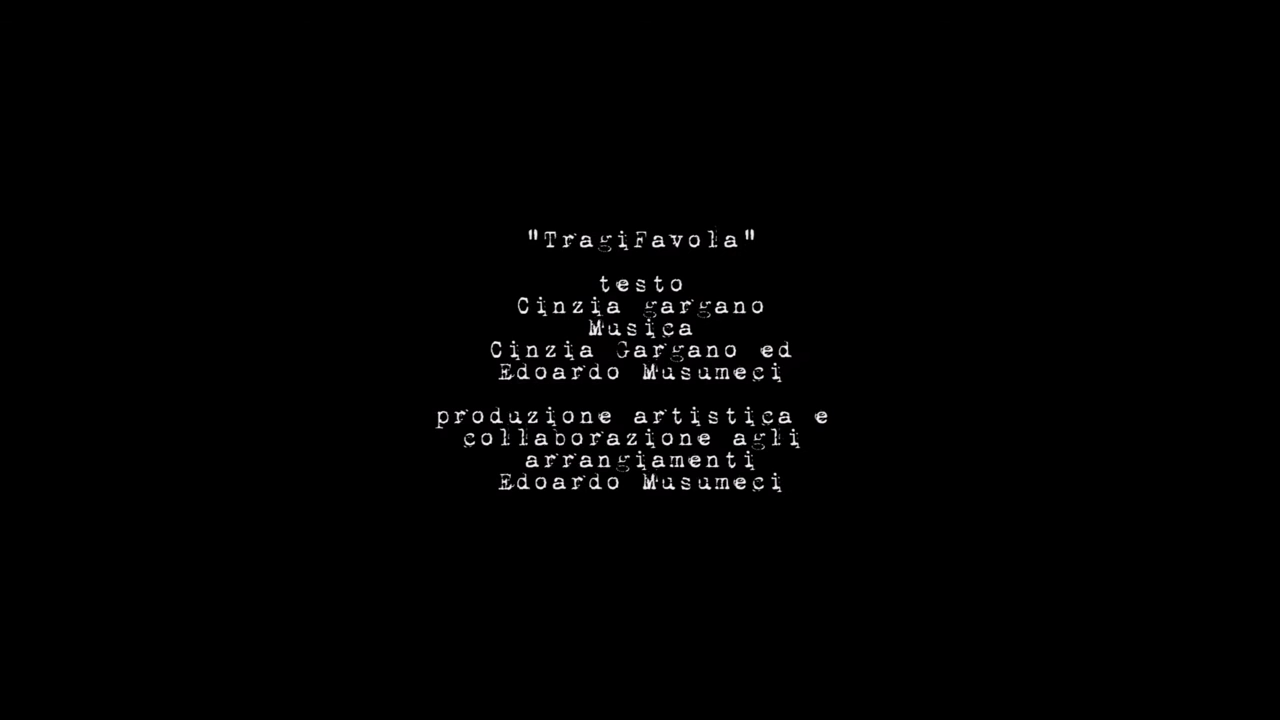 "TragiFavola"
testo
Cinzia gargano
Musica
Cinzia Gargano ed
Edoardo Musumeci
produzione artistica e
collaborazione agli
arrangiamenti
Edoardo Musumeci